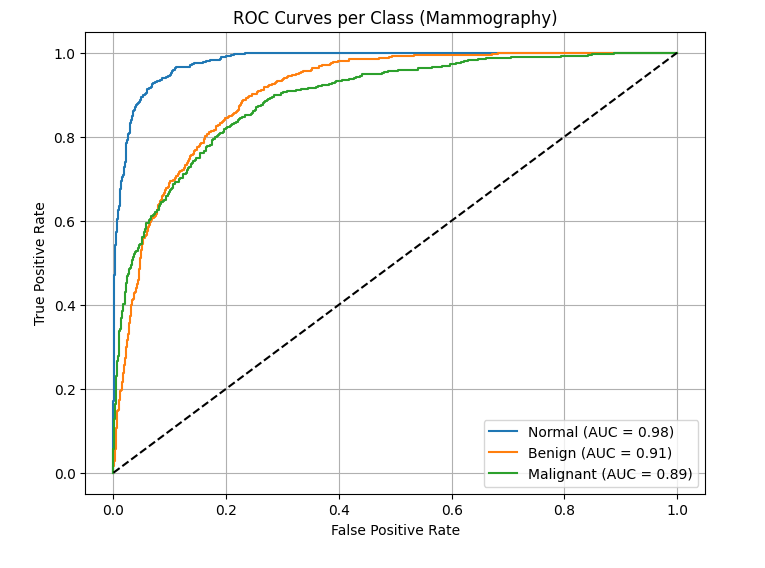 ROC Curves per Class (Mammography)
True Positive Rate
1.0
0.8
0.6
0.4
0.2
0.0
Normal (AUC = 0.98)
Benign (AUC = 0.91)
Malignant (AUC = 0.89)
0.0 0.2 0.4 0.6 0.8 1.0
False Positive Rate